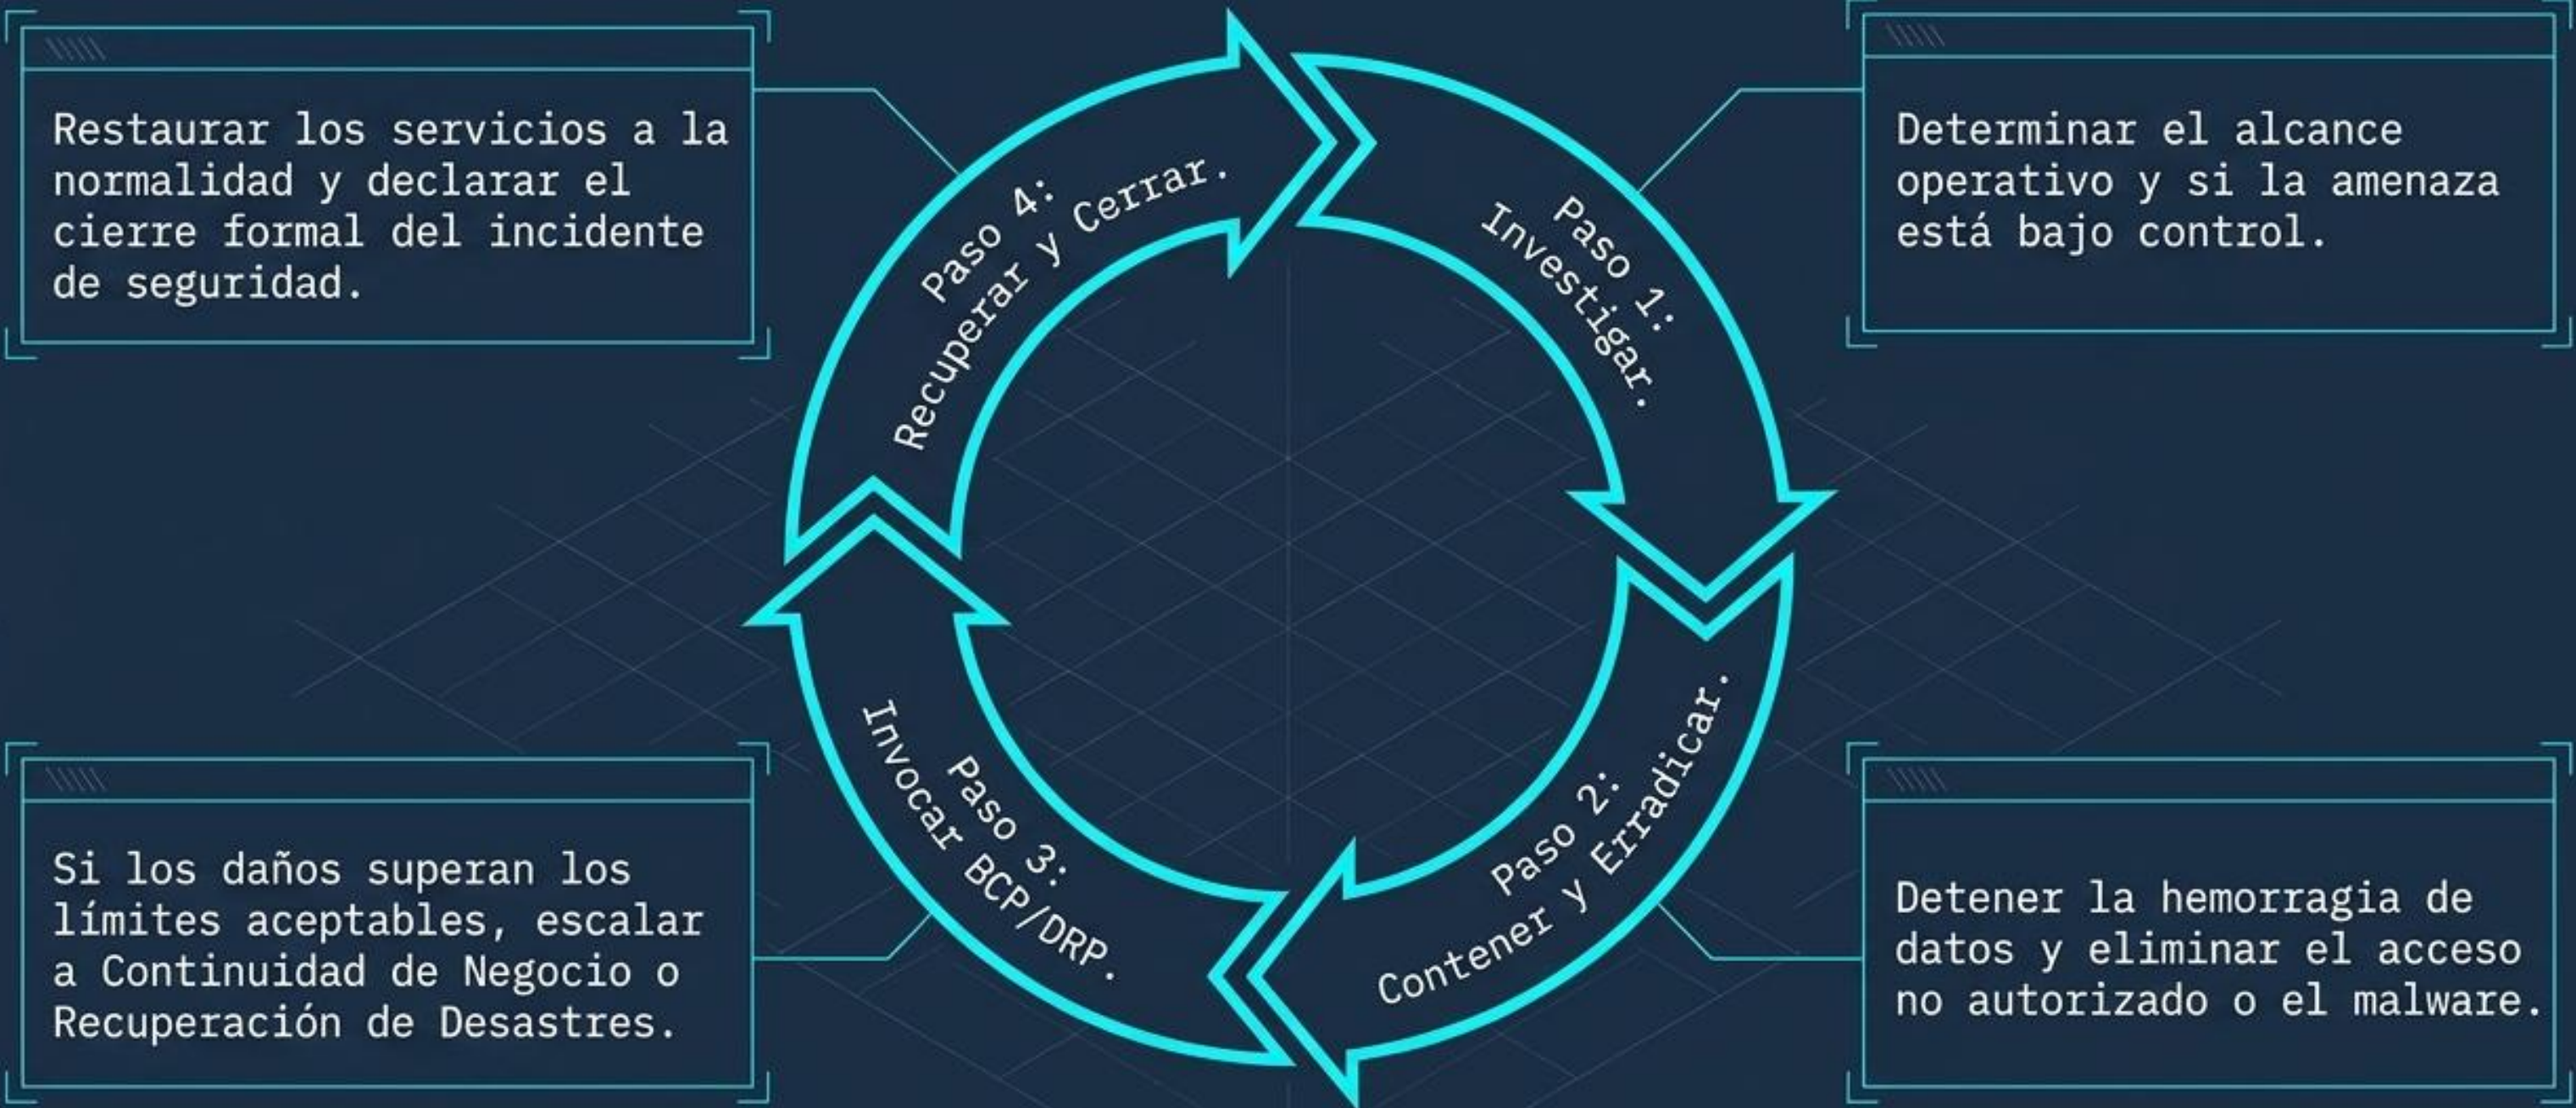 Restaurar los servicios a la
normalidad y declarar el
cierre formal del incidente
de seguridad.
Paso 4:
Recuperar y Cerrar.
Paso 1:
Investigar.
Determinar el alcance
operativo y si la amenaza
está bajo control.
Si los daños superan los
límites aceptables, escalar
a Continuidad de Negocio o
Recuperación de Desastres.
Paso 3:
Invocar BCP/DRP.
Paso 2:
Contener y Erradicar.
Detener la hemorragia de
datos y eliminar el acceso
no autorizado o el malware.